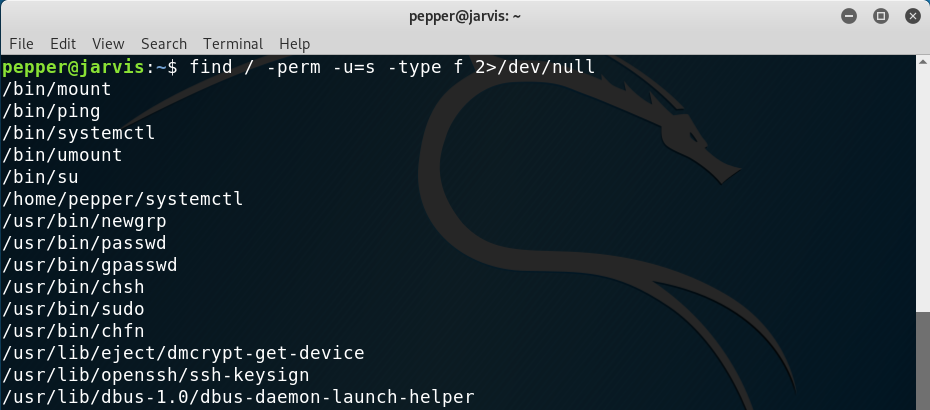 pepper@jarvis: ~
File Edit View Search Terminal Help
pepper@jarvis:~$ find / -perm -u=s -type f 2>/dev/null
/bin/mount
/bin/ping
/bin/systemctl
/bin/umount
/bin/su
/home/pepper/systemctl
/usr/bin/newgrp
/usr/bin/passwd
/usr/bin/gpasswd
/usr/bin/chsh
/usr/bin/sudo
/usr/bin/chfn
/usr/lib/eject/dmcrypt-get-device
/usr/lib/openssh/ssh-keysign
/usr/lib/dbus-1.0/dbus-daemon-launch-helper